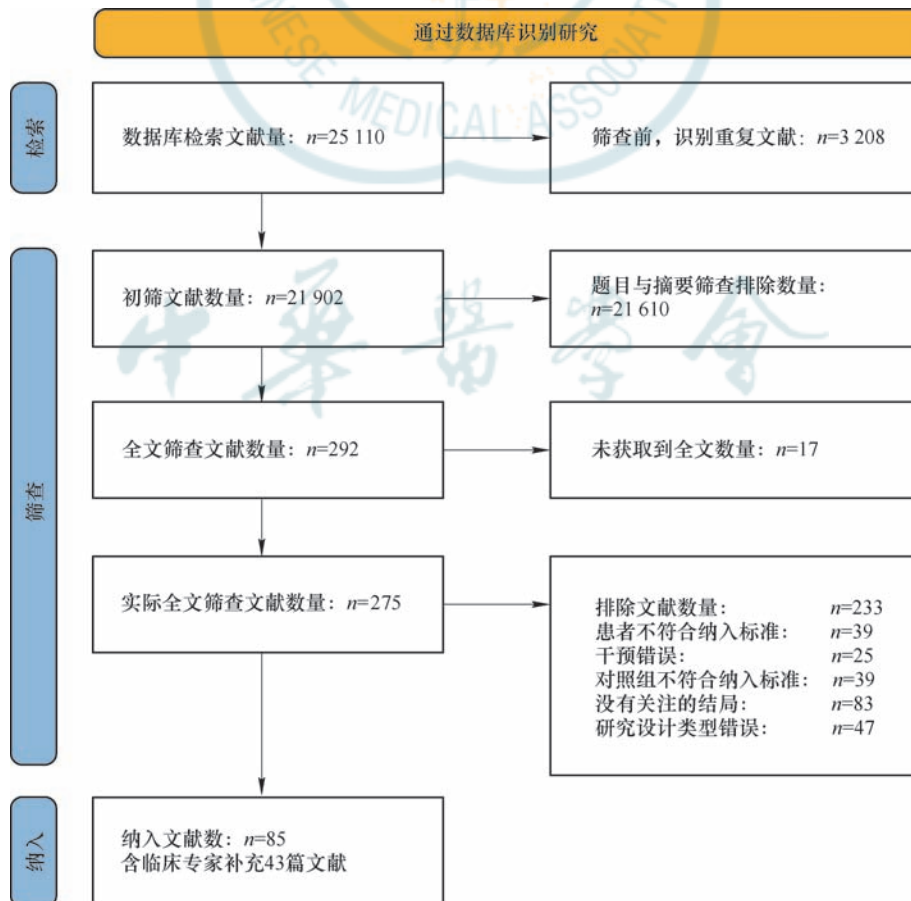 通过数据库识别研究
检索
数据库检索文献量：n=25 110
筛查前，识别重复文献：n=3 208
筛查
初筛文献数量：n=21 902
题目与摘要筛查排除数量：
n=21 610
全文筛查文献数量：n=292
未获取到全文数量：n=17
实际全文筛查文献数量：n=275
排除文献数量： n=233
患者不符合纳入标准： n=39
干预错误： n=25
对照组不符合纳入标准： n=39
没有关注的结局： n=83
研究设计类型错误： n=47
纳入
纳入文献数：n=85
含临床专家补充43篇文献
中华醫學會
NESE MEDICAL ASSOCIAT